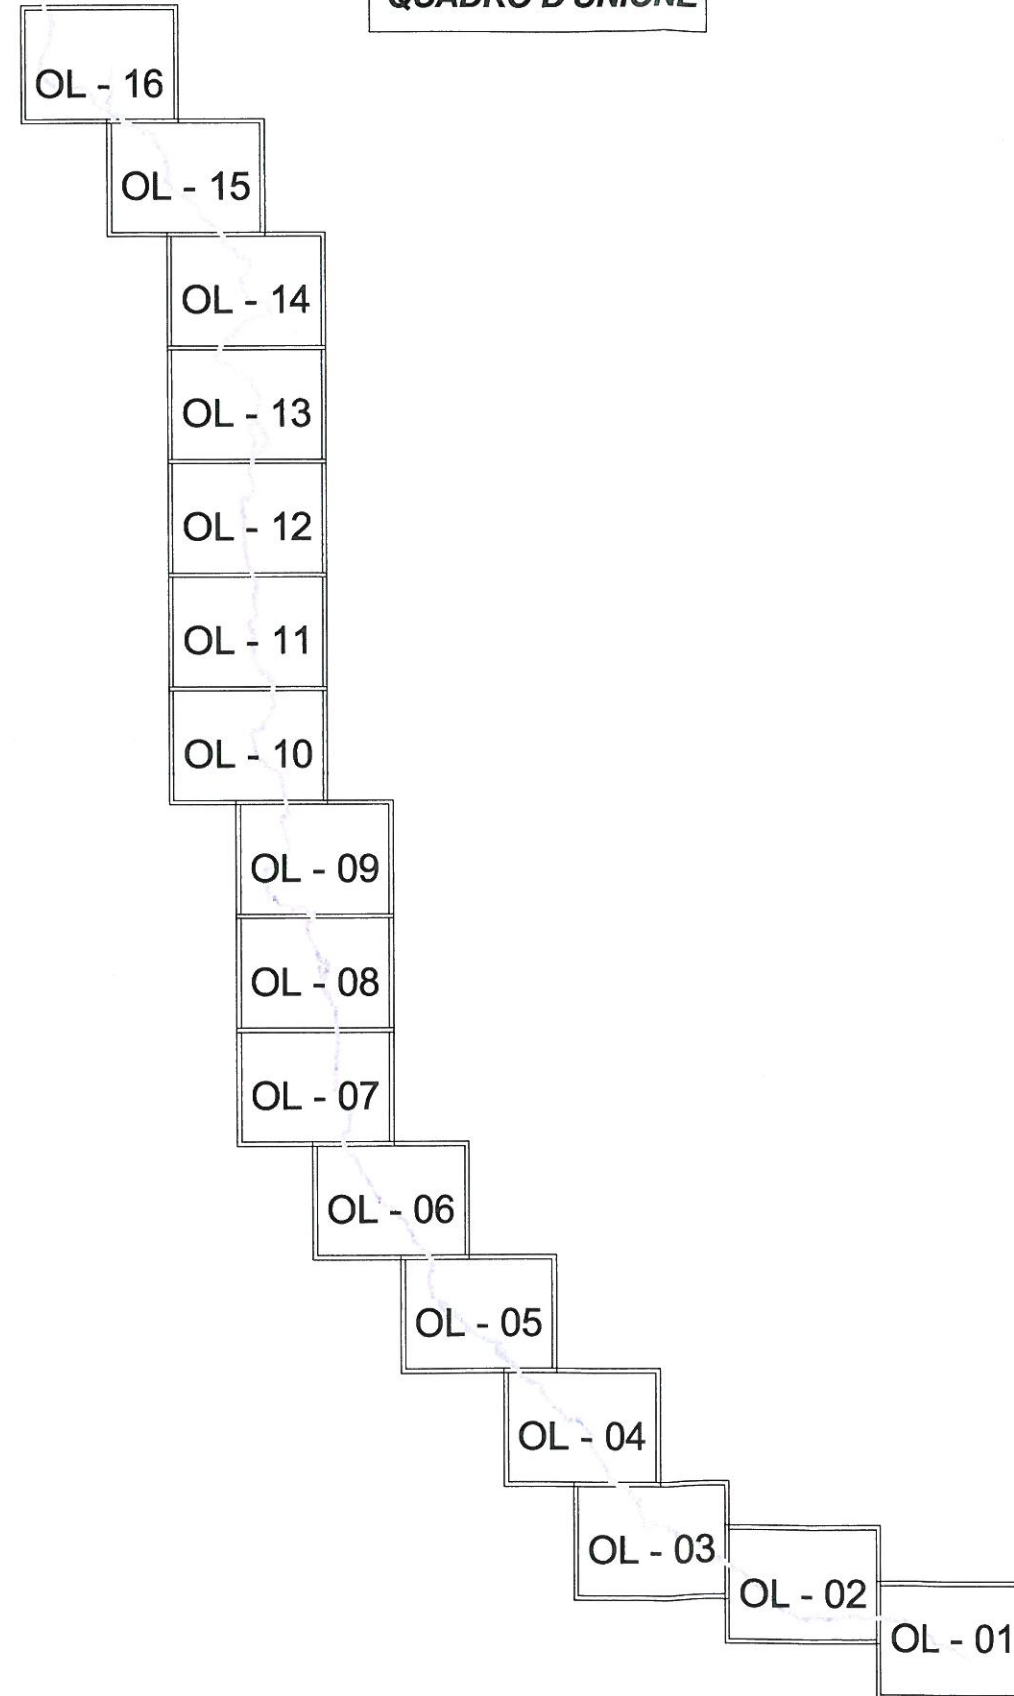 QUADRO D'UNIONE
OL - 16
OL - 15
OL - 14
OL - 13
OL - 12
OL - 11
OL - 10
OL - 09
OL - 08
OL - 07
OL - 06
OL - 05
OL - 04
OL - 03
OL - 02
OL - 01